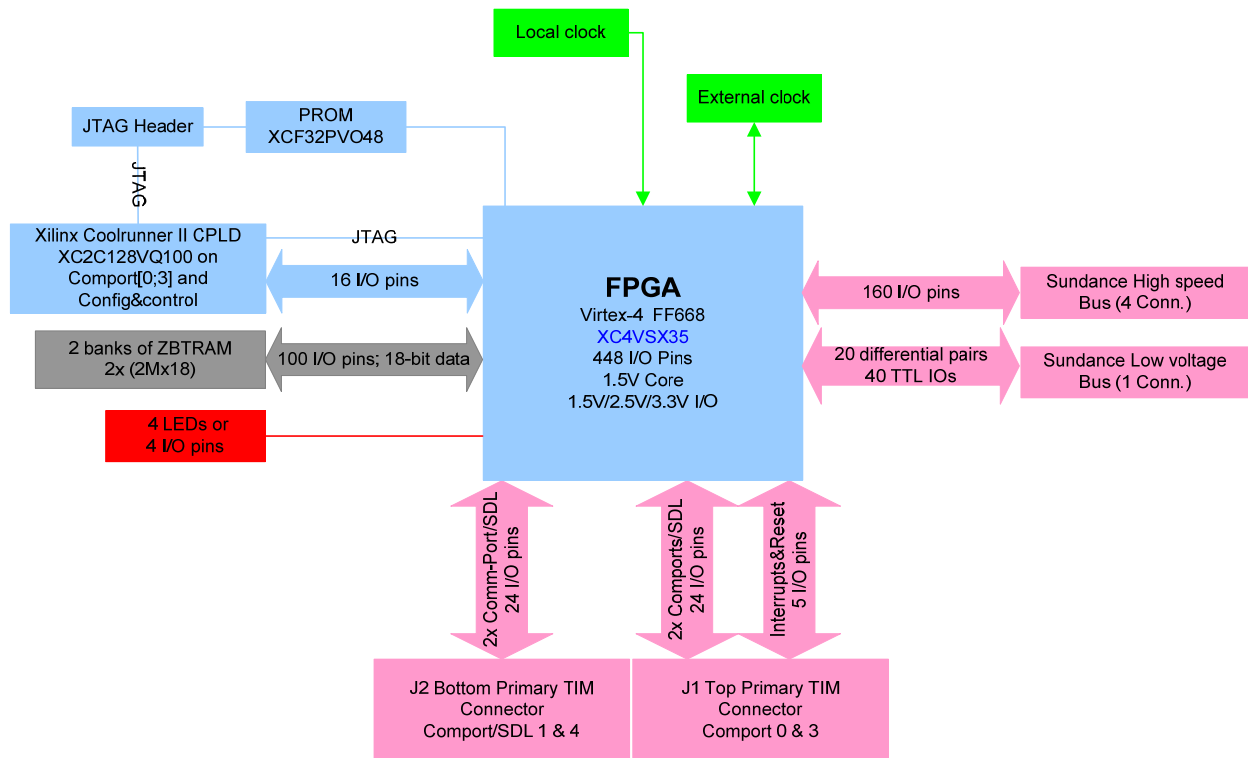 Local clock
External clock
JTAG Header
PROM
XCF32PVO48
JTAG
Xilinx Coolrunner II CPLD
XC2C128VQ100 on
Comport[0;3] and
Config&control
JTAG
16 I/O pins
2 banks of ZBTRAM
2x (2Mx18)
100 I/O pins; 18-bit data
4 LEDs or
4 I/O pins
FPGA
Virtex-4 FF668
XC4VSX35
448 I/O Pins
1.5V Core
1.5V/2.5V/3.3V I/O
160 I/O pins
Sundance High speed
Bus (4 Conn.)
20 differential pairs
40 TTL IOs
Sundance Low voltage
Bus (1 Conn.)
2x Comm-Port/SDL
24 I/O pins
2x Comports/SDL
24 I/O pins
Interrupts&Reset
5 I/O pins
J2 Bottom Primary TIM
Connector
Comport/SDL 1 & 4
J1 Top Primary TIM
Connector
Comport 0 & 3